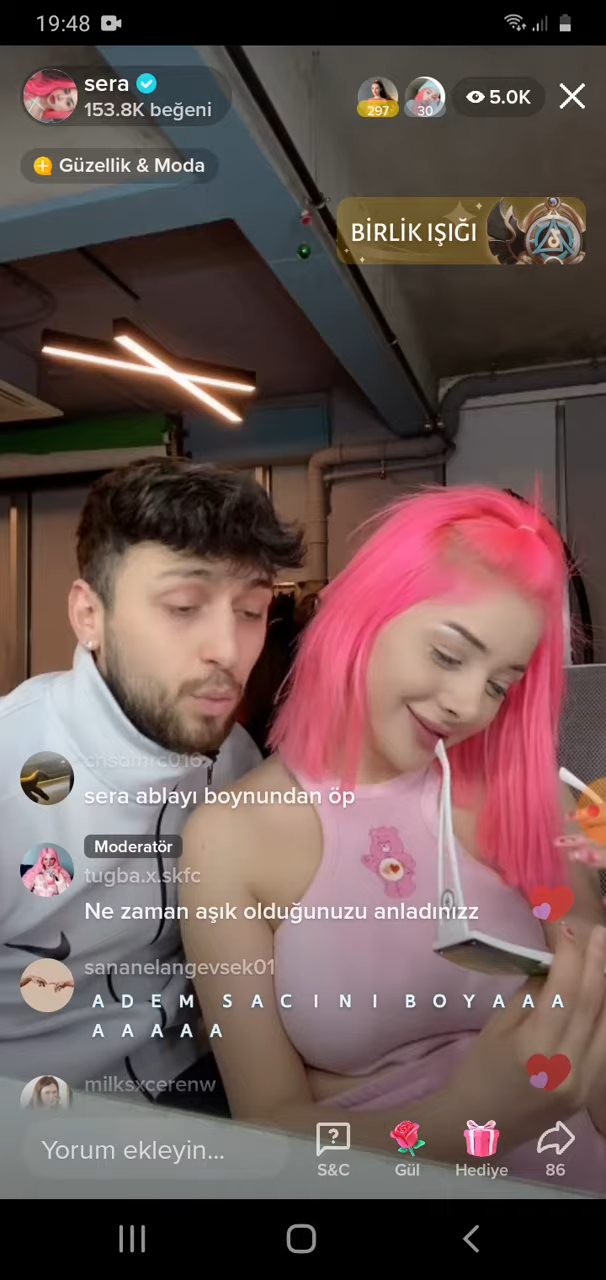 19:48
sera
153.8K beğeni
297
30
5.0K
Güzellik & Moda
BİRLİK IŞIĞI
sera ablayı boynundan öp
Moderatör
tugba.x.skfc
Ne zaman aşık olduğunuzu anladınızz
sananelangevsek01
A D E M S A C I N I B O Y A A A
A A A A A
milksxcerenw
Yorum ekleyin...
S&C
Gül
Hediye
86